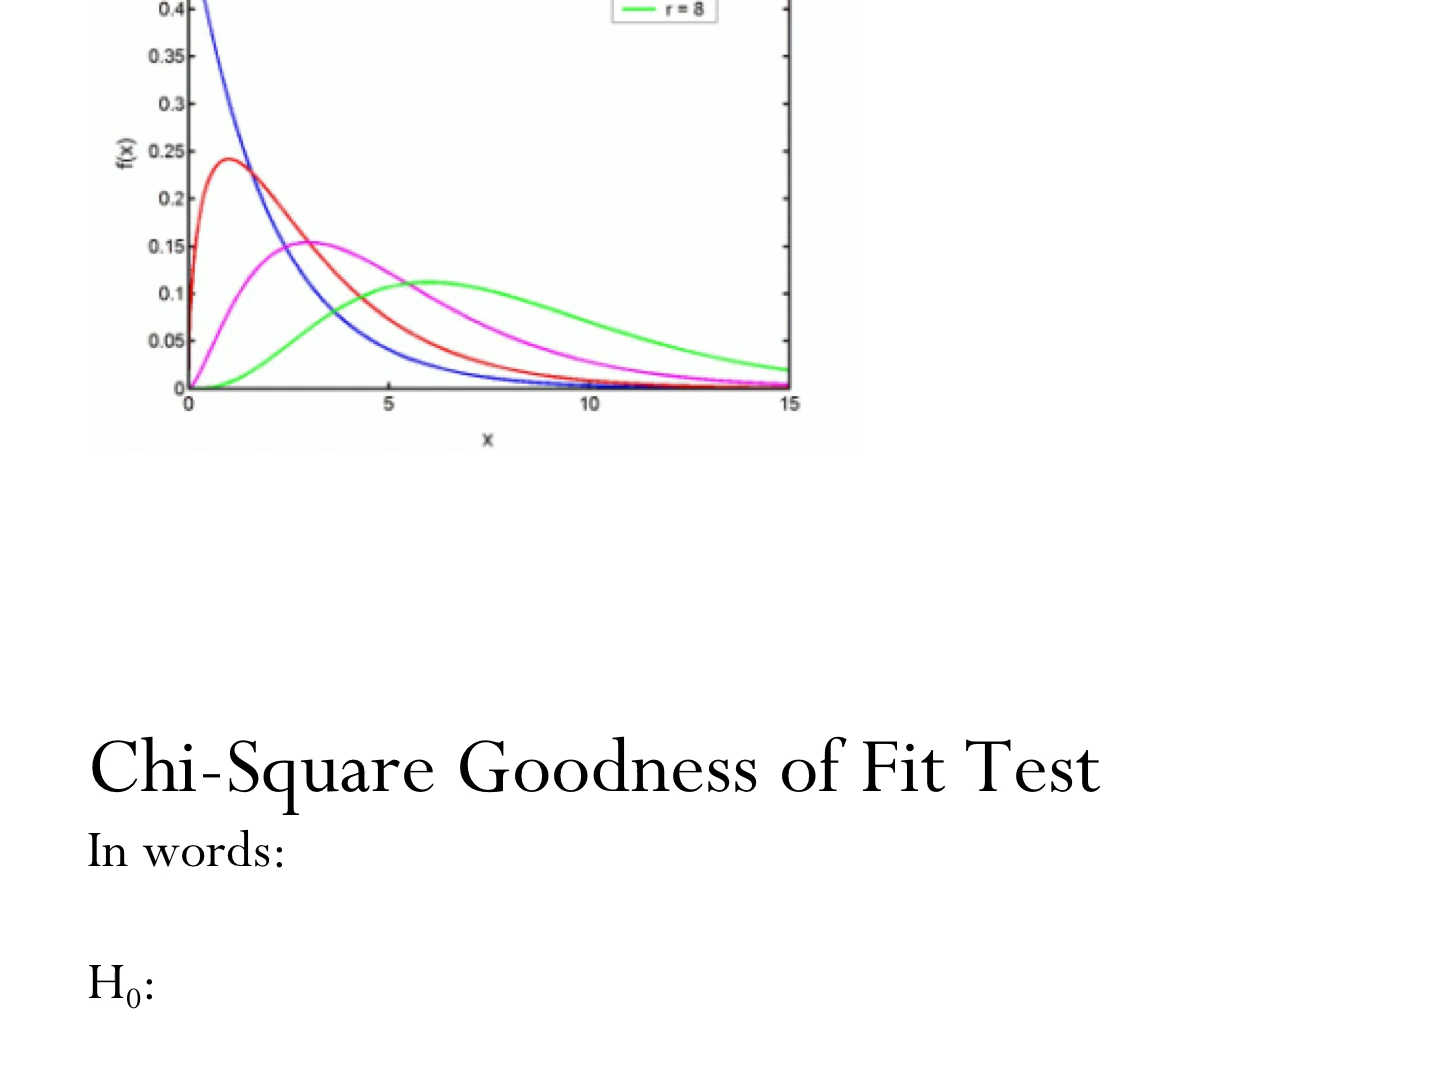 0.4
r = 8
0.35
0.3
f(x)
0.25
0.2
0.15
0.1
0.05
0
0 5 10 15
x
Chi-Square Goodness of Fit Test
In words:
H₀: